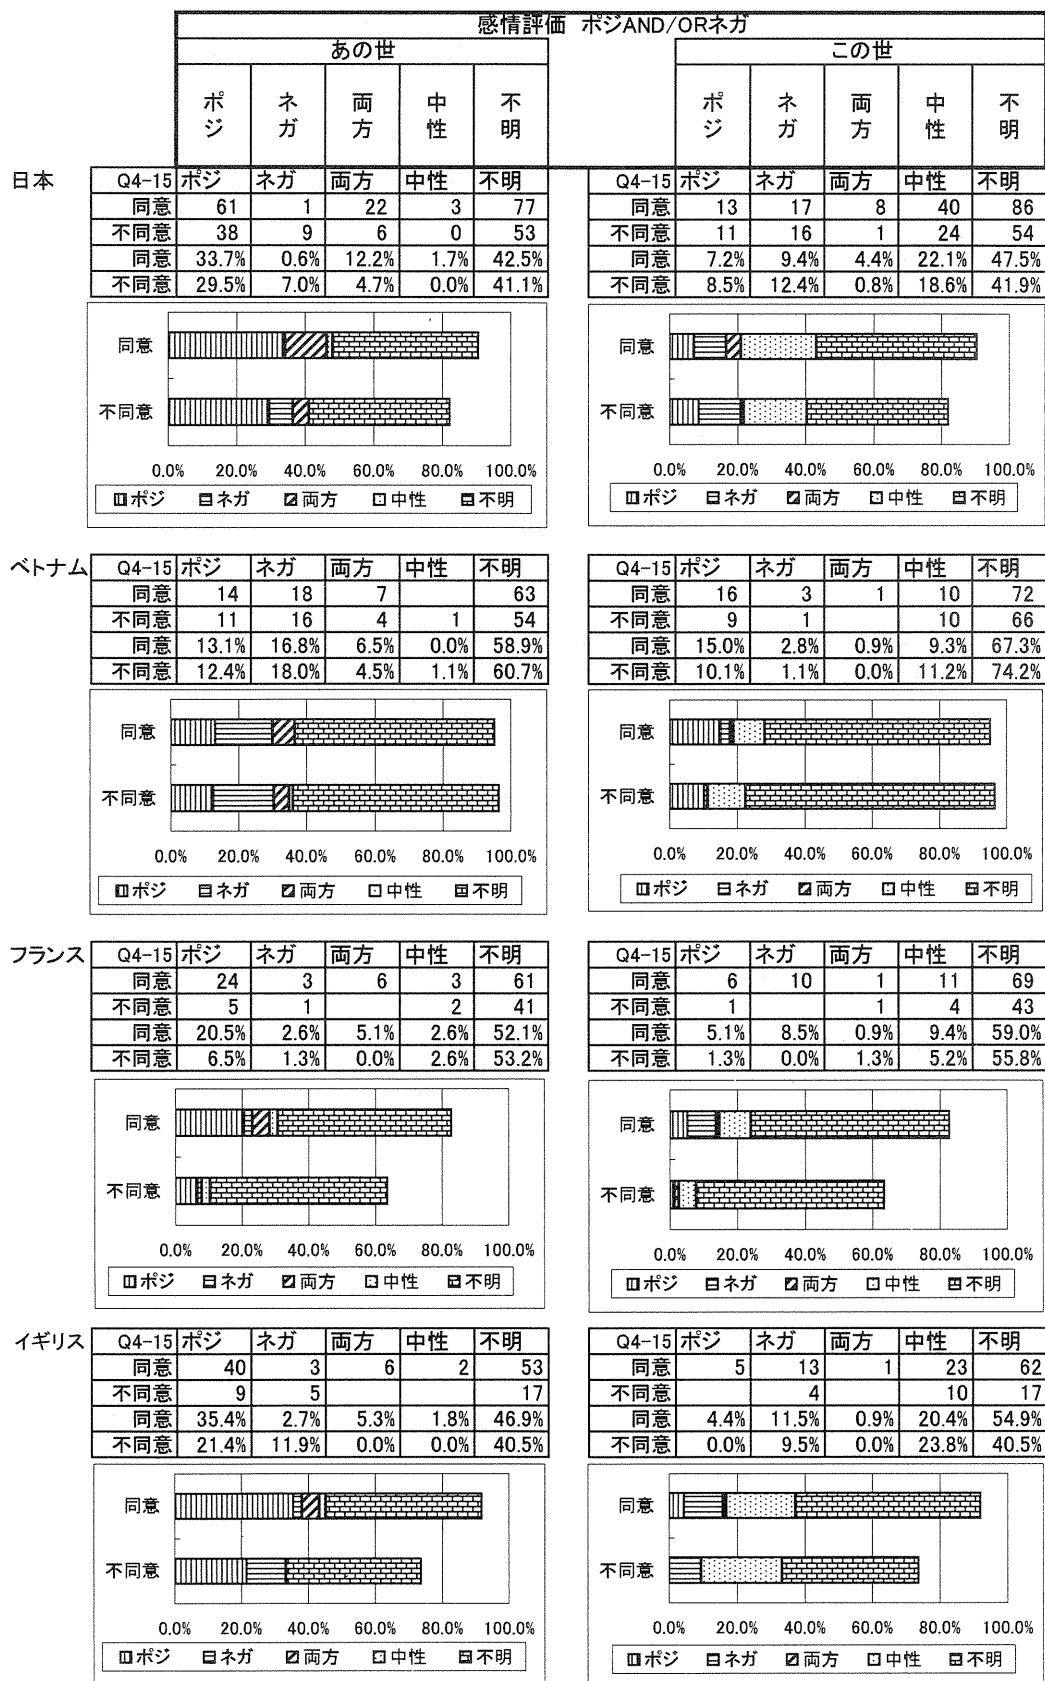 感情評価 ポジAND/ORネガ
あの世 この世
ポジ ネガ 両方 中性 不明 ポジ ネガ 両方 中性 不明
日本
Q4-15 ポジ ネガ 両方 中性 不明
同意 61 1 22 3 77
不同意 38 9 6 0 53
同意 33.7% 0.6% 12.2% 1.7% 42.5%
不同意 29.5% 7.0% 4.7% 0.0% 41.1%
Q4-15 ポジ ネガ 両方 中性 不明
同意 13 17 8 40 86
不同意 11 16 1 24 54
同意 7.2% 9.4% 4.4% 22.1% 47.5%
不同意 8.5% 12.4% 0.8% 18.6% 41.9%
同意
不同意
0.0% 20.0% 40.0% 60.0% 80.0% 100.0%
ポジ ネガ 両方 中性 不明
同意
不同意
0.0% 20.0% 40.0% 60.0% 80.0% 100.0%
ポジ ネガ 両方 中性 不明
ベトナム
Q4-15 ポジ ネガ 両方 中性 不明
同意 14 18 7 63
不同意 11 16 4 1 54
同意 13.1% 16.8% 6.5% 0.0% 58.9%
不同意 12.4% 18.0% 4.5% 1.1% 60.7%
Q4-15 ポジ ネガ 両方 中性 不明
同意 16 3 1 10 72
不同意 9 1 10 66
同意 15.0% 2.8% 0.9% 9.3% 67.3%
不同意 10.1% 1.1% 0.0% 11.2% 74.2%
同意
不同意
0.0% 20.0% 40.0% 60.0% 80.0% 100.0%
ポジ ネガ 両方 中性 不明
同意
不同意
0.0% 20.0% 40.0% 60.0% 80.0% 100.0%
ポジ ネガ 両方 中性 不明
フランス
Q4-15 ポジ ネガ 両方 中性 不明
同意 24 3 6 3 61
不同意 5 1 2 41
同意 20.5% 2.6% 5.1% 2.6% 52.1%
不同意 6.5% 1.3% 0.0% 2.6% 53.2%
Q4-15 ポジ ネガ 両方 中性 不明
同意 6 10 1 11 69
不同意 1 1 4 43
同意 5.1% 8.5% 0.9% 9.4% 59.0%
不同意 1.3% 0.0% 1.3% 5.2% 55.8%
同意
不同意
0.0% 20.0% 40.0% 60.0% 80.0% 100.0%
ポジ ネガ 両方 中性 不明
同意
不同意
0.0% 20.0% 40.0% 60.0% 80.0% 100.0%
ポジ ネガ 両方 中性 不明
イギリス
Q4-15 ポジ ネガ 両方 中性 不明
同意 40 3 6 2 53
不同意 9 5 17
同意 35.4% 2.7% 5.3% 1.8% 46.9%
不同意 21.4% 11.9% 0.0% 0.0% 40.5%
Q4-15 ポジ ネガ 両方 中性 不明
同意 5 13 1 23 62
不同意 4 10 17
同意 4.4% 11.5% 0.9% 20.4% 54.9%
不同意 0.0% 9.5% 0.0% 23.8% 40.5%
同意
不同意
0.0% 20.0% 40.0% 60.0% 80.0% 100.0%
ポジ ネガ 両方 中性 不明
同意
不同意
0.0% 20.0% 40.0% 60.0% 80.0% 100.0%
ポジ ネガ 両方 中性 不明